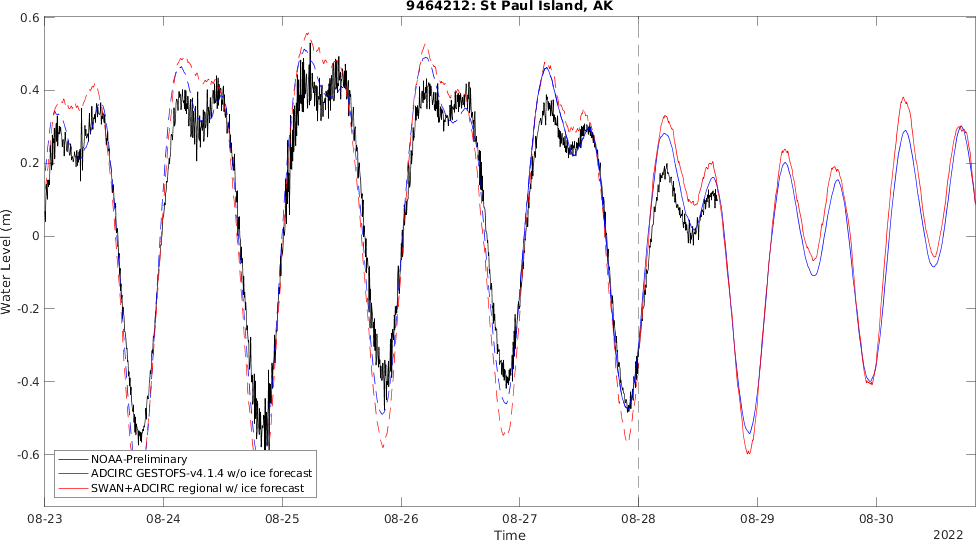 9464212: St Paul Island, AK
0.6
0.4
0.2
0
-0.2
-0.4
-0.6
Water Level (m)
NOAA-Preliminary
ADCIRC GESTOFS-v4.1.4 w/o ice forecast
SWAN+ADCIRC regional w/ ice forecast
08-23
08-24
08-25
08-26
08-27
08-28
08-29
08-30
Time
2022